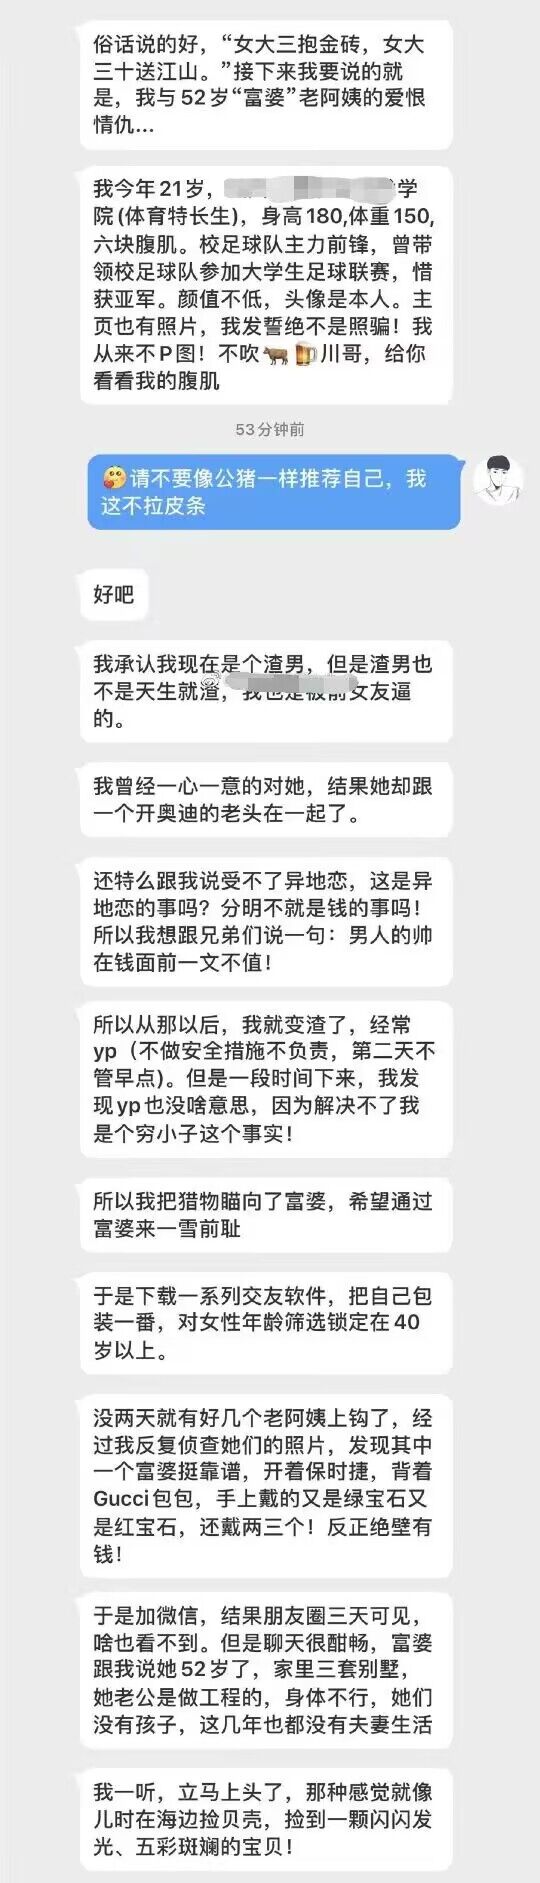 俗话说的好，“女大三抱金砖，女大
三十送江山。”接下来我要说的就
是，我与52岁“富婆”老阿姨的爱恨
情仇...
我今年21岁，学
院(体育特长生)，身高180,体重150,
六块腹肌。校足球队主力前锋，曾带
领校足球队参加大学生足球联赛，惜
获亚军。颜值不低，头像是本人。主
页也有照片，我发誓绝不是照骗！我
从来不P图！不吹🐂🍺川哥，给你
看看我的腹肌
53分钟前
🥰请不要像公猪一样推荐自己，我
这不拉皮条
好吧
我承认我现在是个渣男，但是渣男也
不是天生就渣，我也是被前女友逼
的。
我曾经一心一意的对她，结果她却跟
一个开奥迪的老头在一起了。
还特么跟我说受不了异地恋，这是异
地恋的事吗？分明不就是钱的事吗！
所以我想跟兄弟们说一句：男人的帅
在钱面前一文不值！
所以从那以后，我就变渣了，经常
yp（不做安全措施不负责，第二天不
管早点)。但是一段时间下来，我发
现yp也没啥意思，因为解决不了我
是个穷小子这个事实！
所以我把猎物瞄向了富婆，希望通过
富婆来一雪前耻
于是下载一系列交友软件，把自己包
装一番，对女性年龄筛选锁定在40
岁以上。
没两天就有好几个老阿姨上钩了，经
过我反复侦查她们的照片，发现其中
一个富婆挺靠谱，开着保时捷，背着
Gucci包包，手上戴的又是绿宝石又
是红宝石，还戴两三个！反正绝壁有
钱！
于是加微信，结果朋友圈三天可见，
啥也看不到。但是聊天很酣畅，富婆
跟我说她52岁了，家里三套别墅，
她老公是做工程的，身体不行，她们
没有孩子，这几年也都没有夫妻生活
我一听，立马上头了，那种感觉就像
儿时在海边捡贝壳，捡到一颗闪闪发
光、五彩斑斓的宝贝！